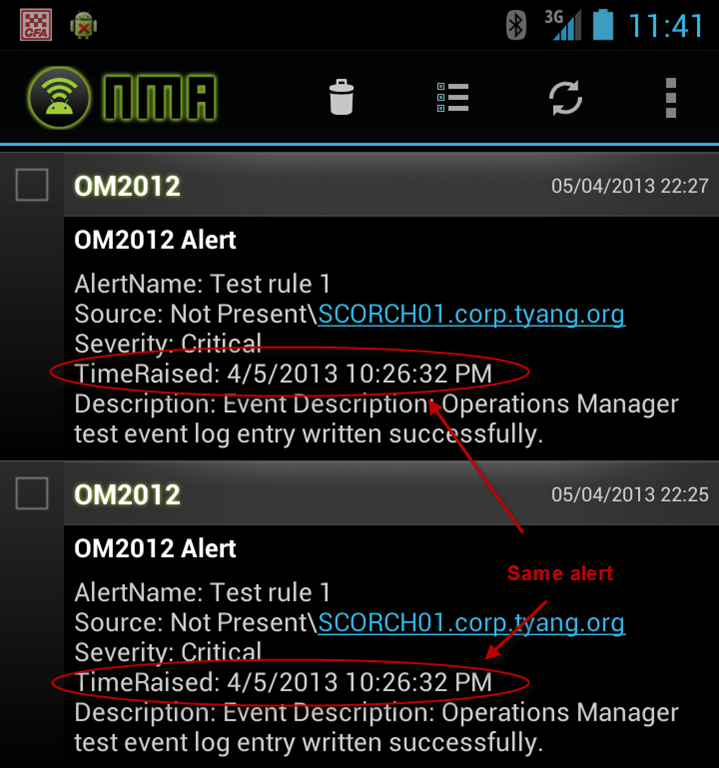 CFA
3G
11:41
NMA
OM2012
05/04/2013 22:27
OM2012 Alert
AlertName: Test rule 1
Source: Not Present\SCORCH01.corp.tyang.org
Severity: Critical
TimeRaised: 4/5/2013 10:26:32 PM
Description: Event Description: Operations Manager
test event log entry written successfully.
OM2012
05/04/2013 22:25
OM2012 Alert
Same alert
AlertName: Test rule 1
Source: Not Present\SCORCH01.corp.tyang.org
Severity: Critical
TimeRaised: 4/5/2013 10:26:32 PM
Description: Event Description: Operations Manager
test event log entry written successfully.